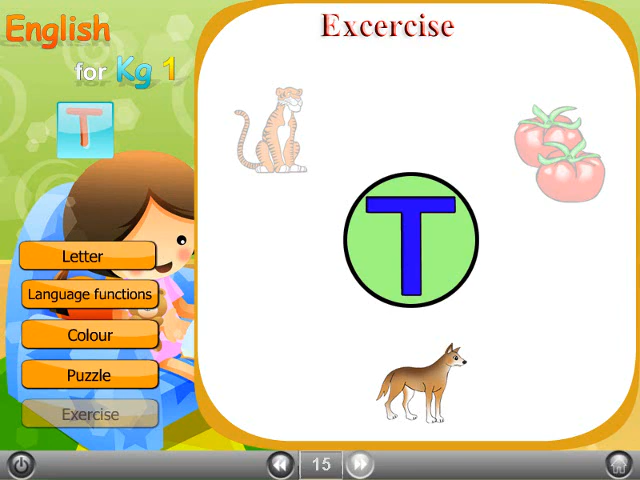 English
for Kg 1
T
Excercise
T
Letter
Language functions
Colour
Puzzle
Exercise
15